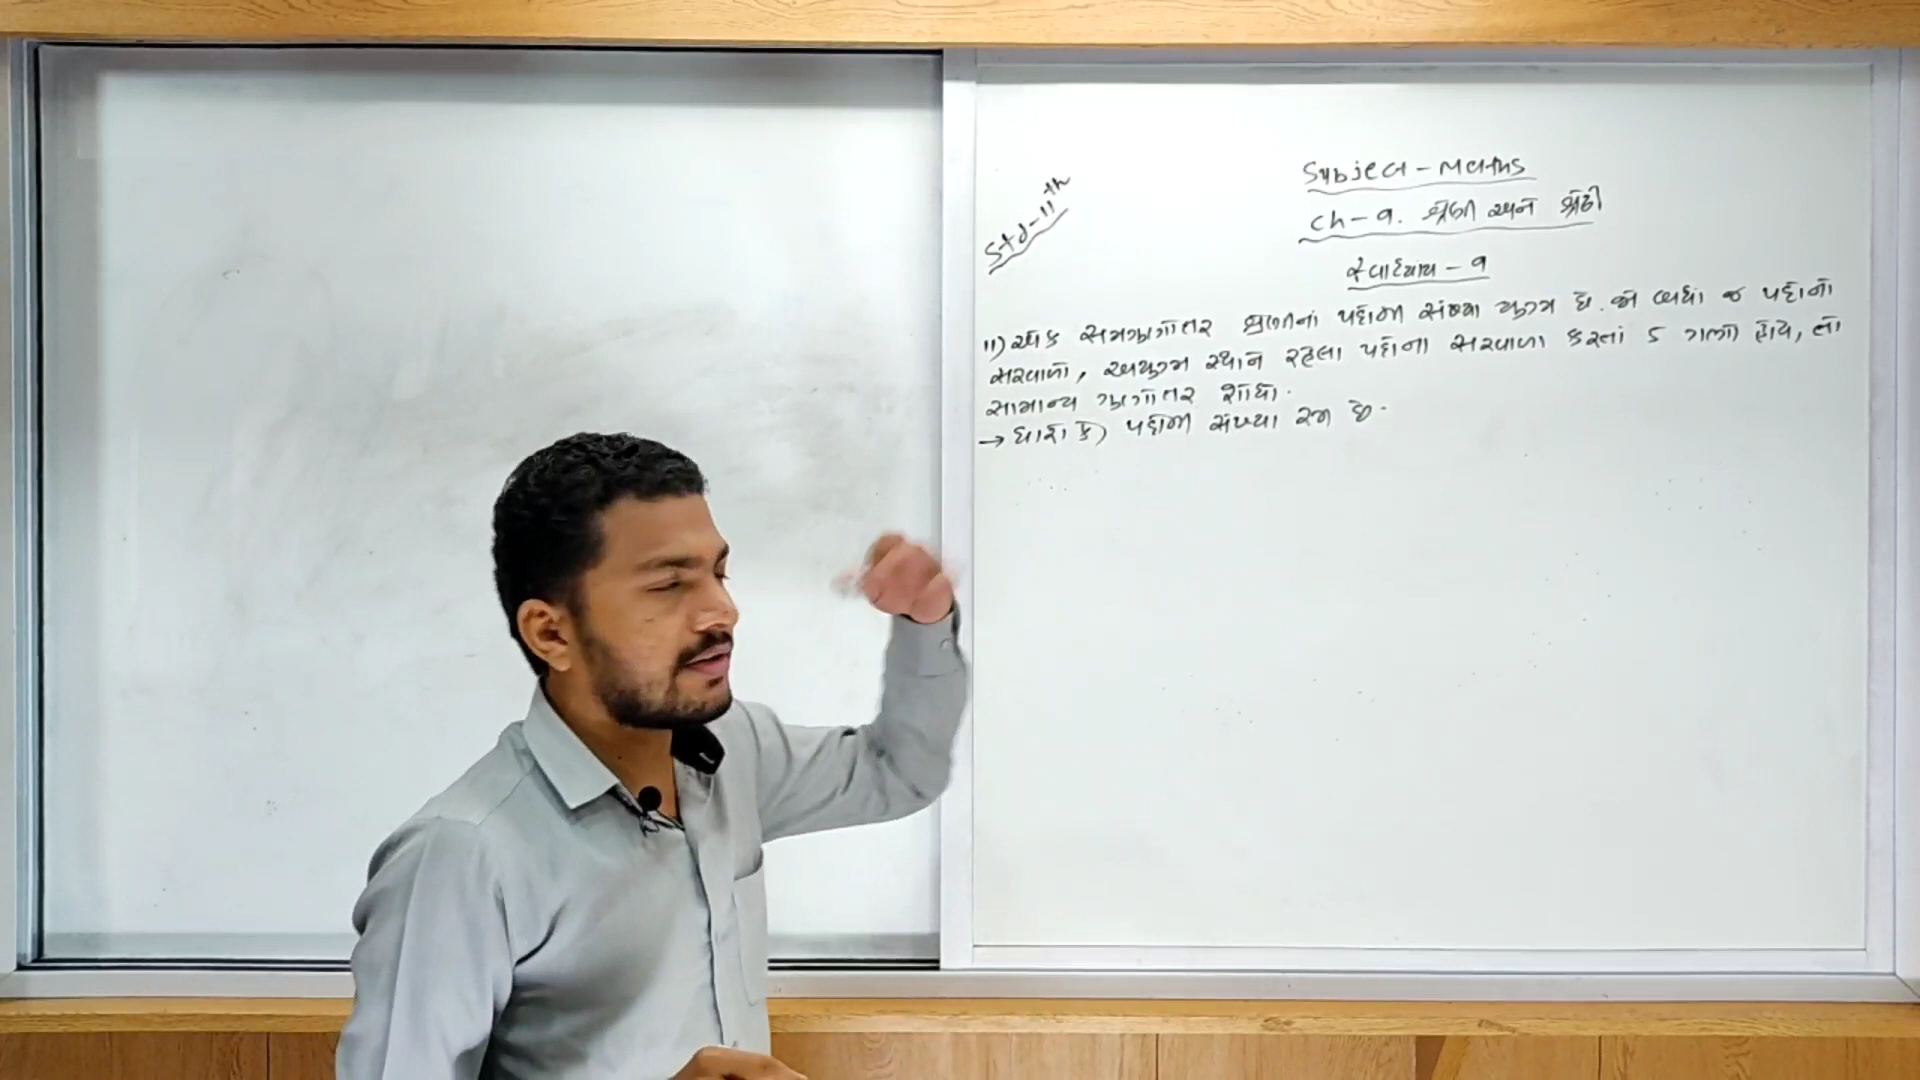 Std-11th
Subject - Maths
Ch-9. શ્રેણી અને શ્રેઢી
સ્વાધ્યાય - 9
11) એક સમગુણોત્તર શ્રેણીનાં પદોની સંખ્યા યુગ્મ છે. જો બધાં જ પદોનો
સરવાળો, અયુગ્મ સ્થાને રહેલા પદોના સરવાળા કરતાં 5 ગણો હોય, તો
સામાન્ય ગુણોત્તર શોધો.
→ ધારો કે) પદોની સંખ્યા 2n છે.